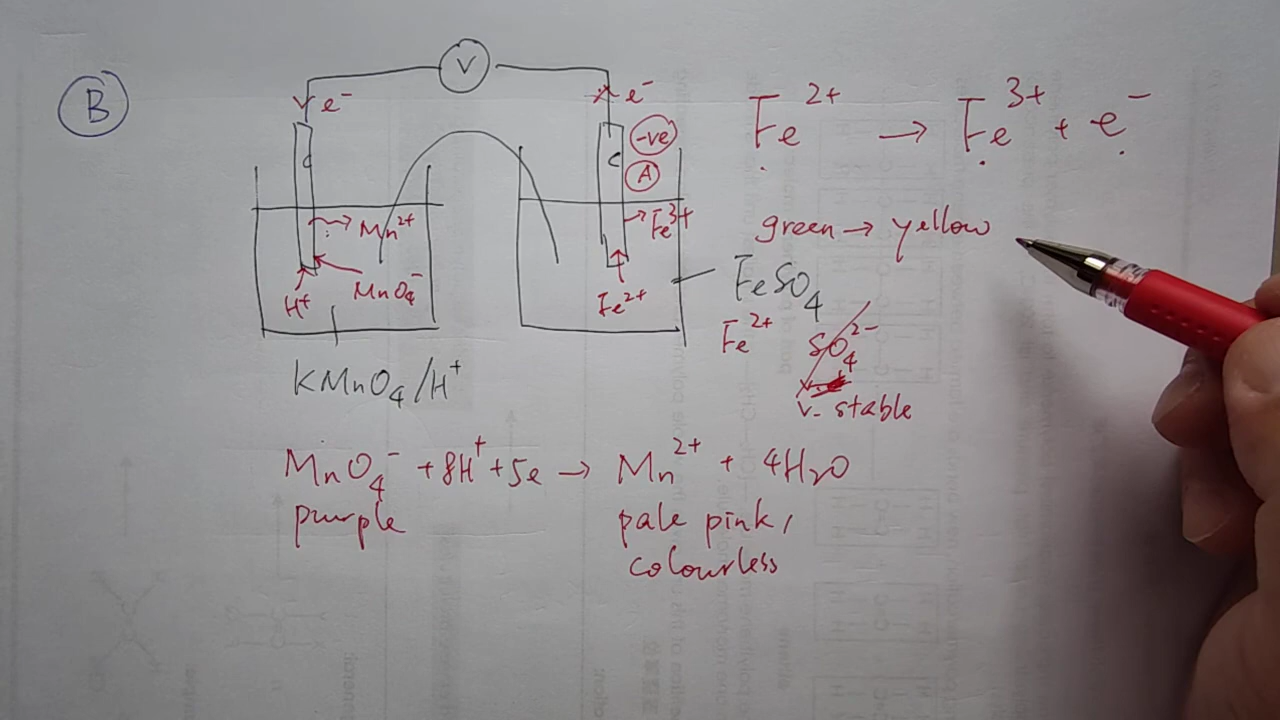 B
V
e⁻
e⁻
C
C
-ve
A
Mn²⁺
Fe³⁺
H⁺
MnO₄⁻
Fe²⁺
KMnO₄/H⁺
Fe²⁺ → Fe³⁺ + e⁻
green → yellow
FeSO₄
Fe²⁺ SO₄²⁻
v. stable
MnO₄⁻ + 8H⁺ + 5e → Mn²⁺ + 4H₂O
purple
pale pink,
colourless